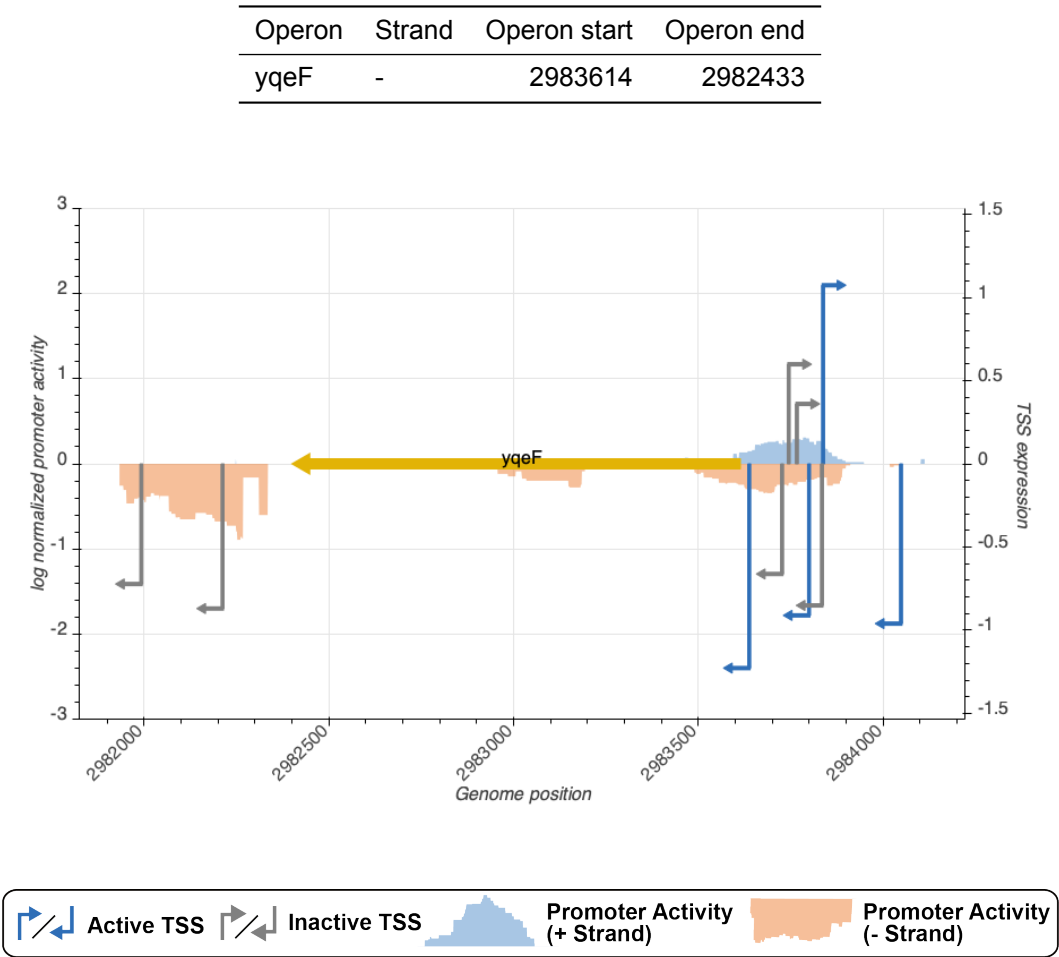 Operon Strand Operon start Operon end
yqeF - 2983614 2982433
3
2
1
0
-1
-2
-3
log normalized promoter activity
yqeF
1.5
1
0.5
0
-0.5
-1
-1.5
TSS expression
2982000 2982500 2983000 2983500 2984000
Genome position
Active TSS
Inactive TSS
Promoter Activity
(+ Strand)
Promoter Activity
(- Strand)